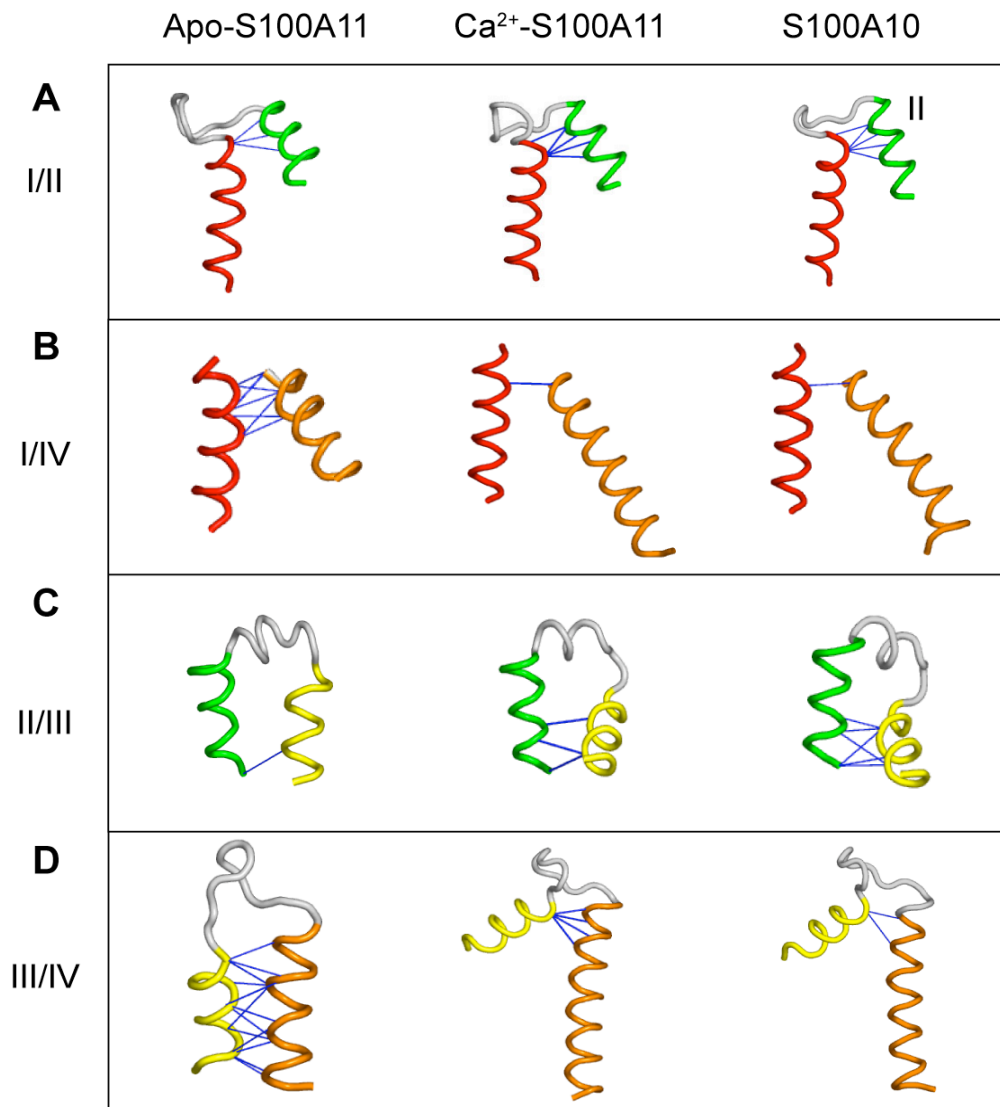 Apo-S100A11 Ca²⁺-S100A11 S100A10
A
II
I/II
B
I/IV
C
II/III
D
III/IV